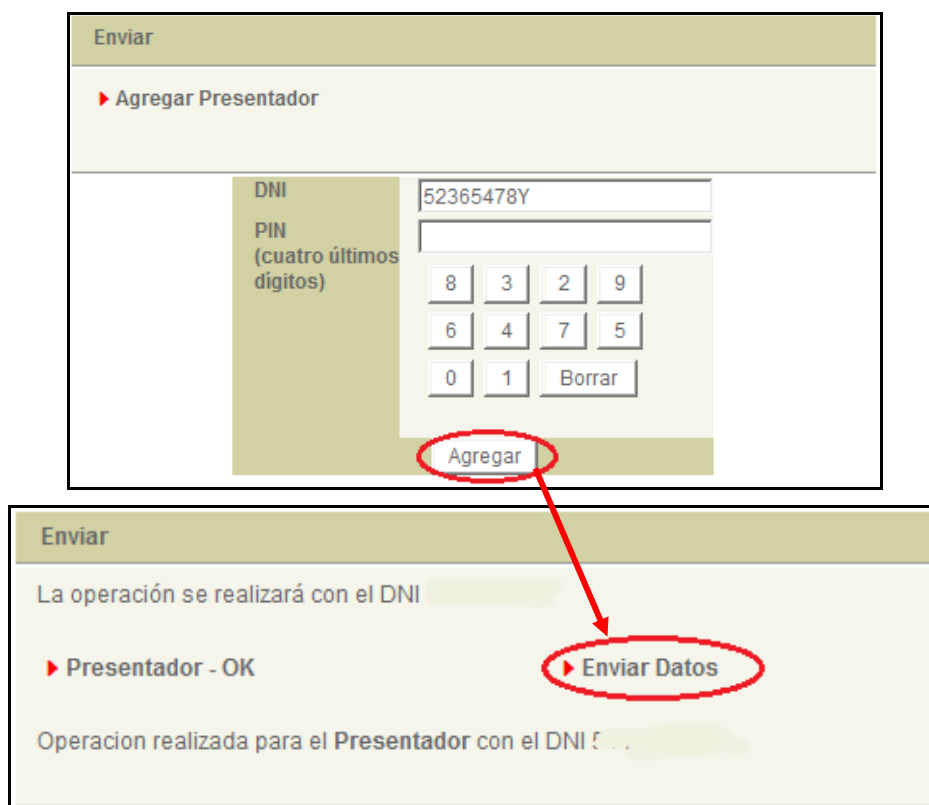 Enviar
Agregar Presentador
DNI
52365478Y
PIN
(cuatro últimos
dígitos)
8 3 2 9
6 4 7 5
0 1 Borrar
Agregar
Enviar
La operación se realizará con el DNI
Presentador - OK Enviar Datos
Operacion realizada para el Presentador con el DNI